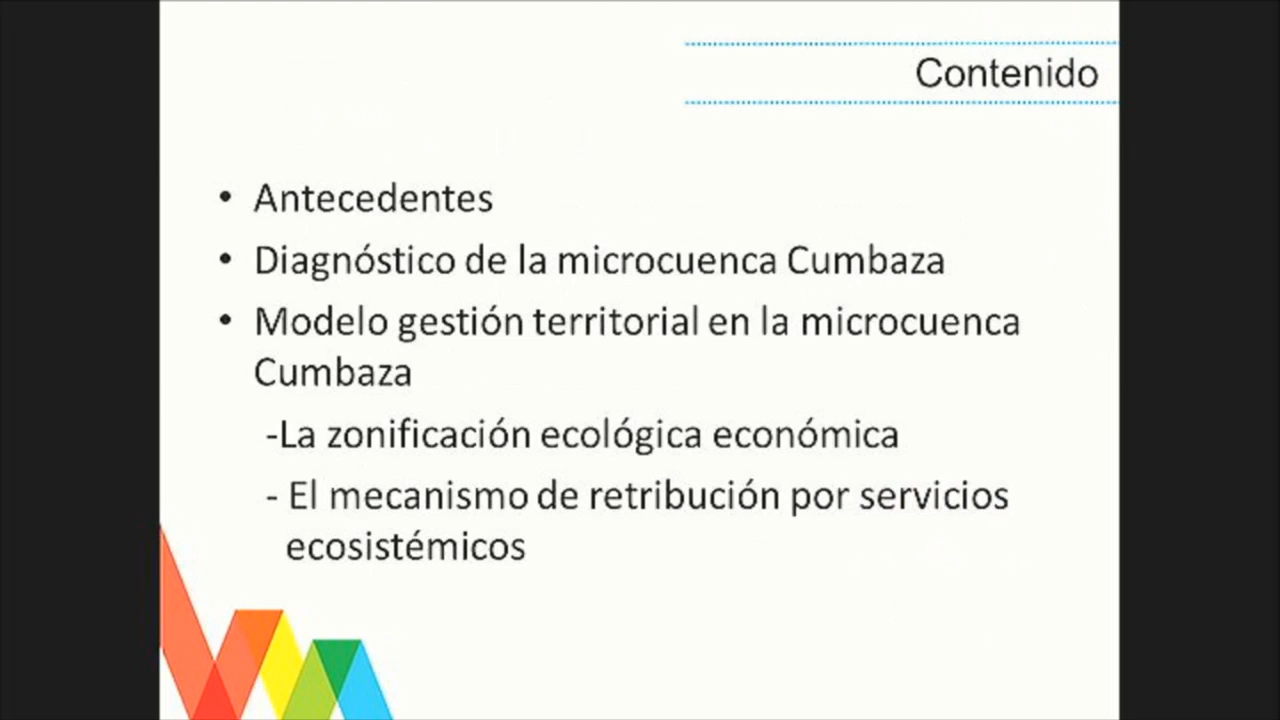 Contenido
• Antecedentes
• Diagnóstico de la microcuenca Cumbaza
• Modelo gestión territorial en la microcuenca
Cumbaza
-La zonificación ecológica económica
- El mecanismo de retribución por servicios
ecosistémicos